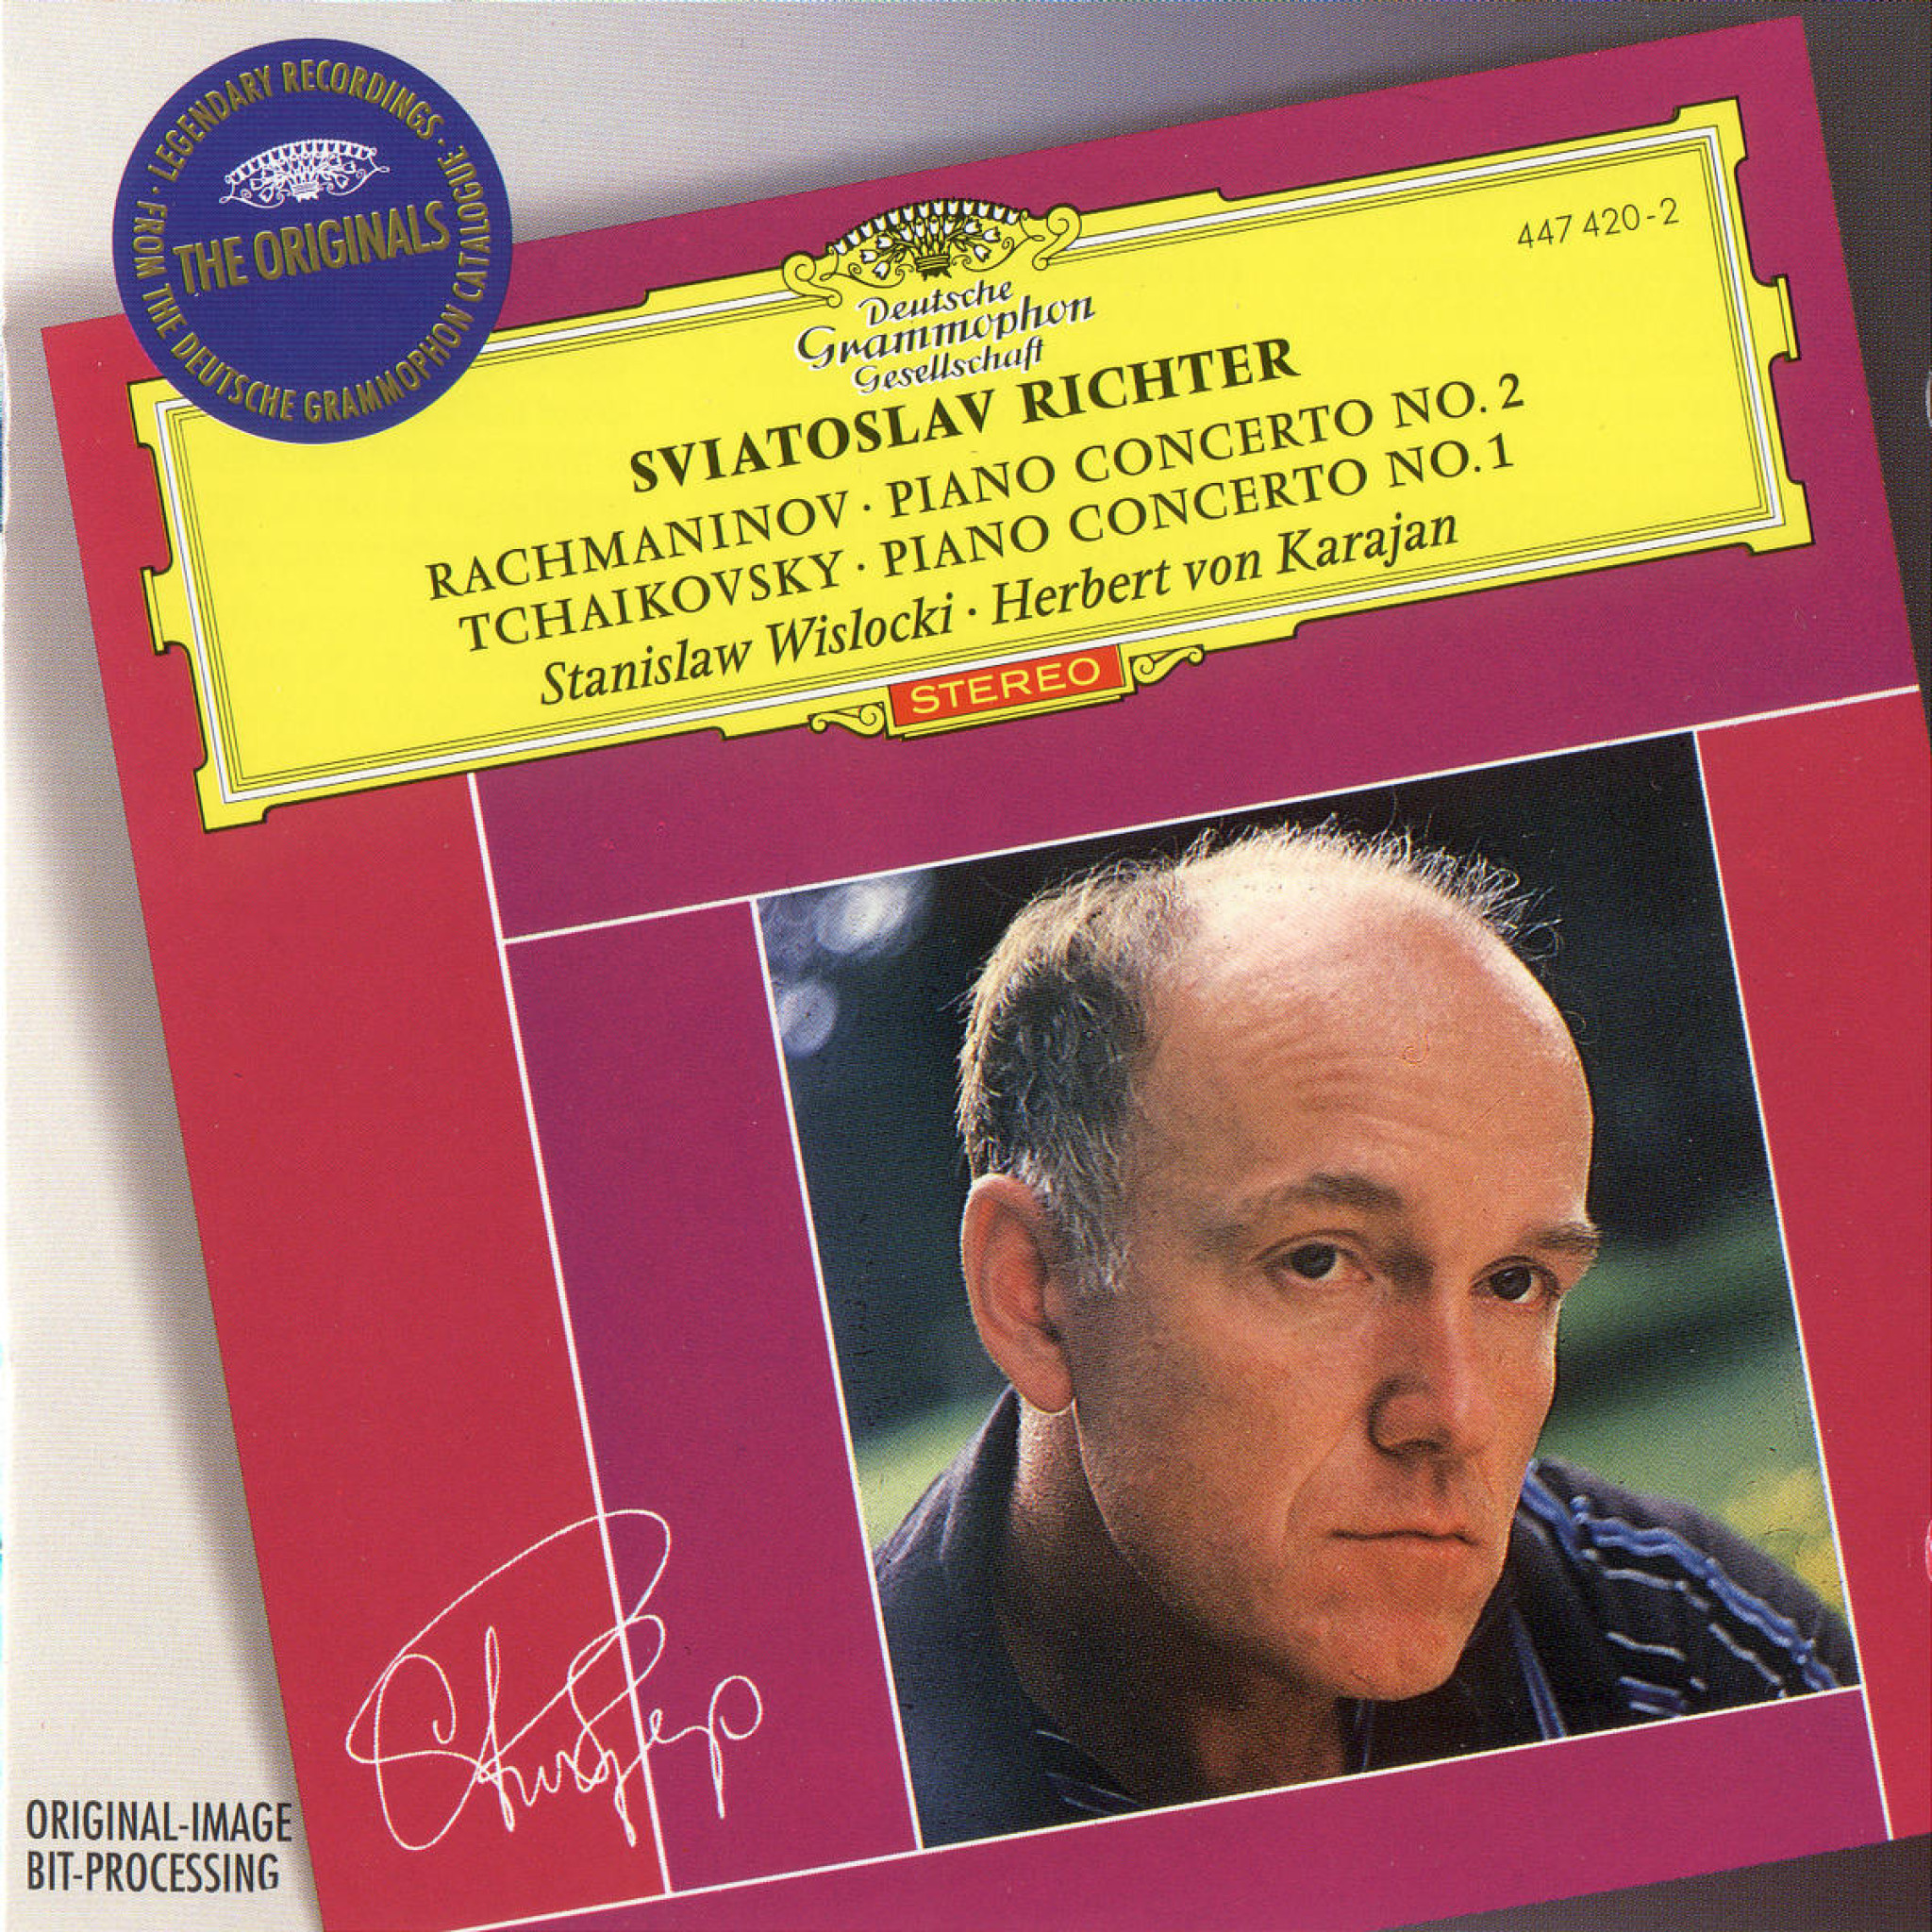 LEGENDARY RECORDINGS · FROM THE DEUTSCHE GRAMMOPHON CATALOGUE ·
THE ORIGINALS
447 420-2
Deutsche
Grammophon
Gesellschaft
SVIATOSLAV RICHTER
RACHMANINOV · PIANO CONCERTO NO. 2
TCHAIKOVSKY · PIANO CONCERTO NO. 1
Stanislaw Wislocki · Herbert von Karajan
STEREO
ORIGINAL-IMAGE
BIT-PROCESSING